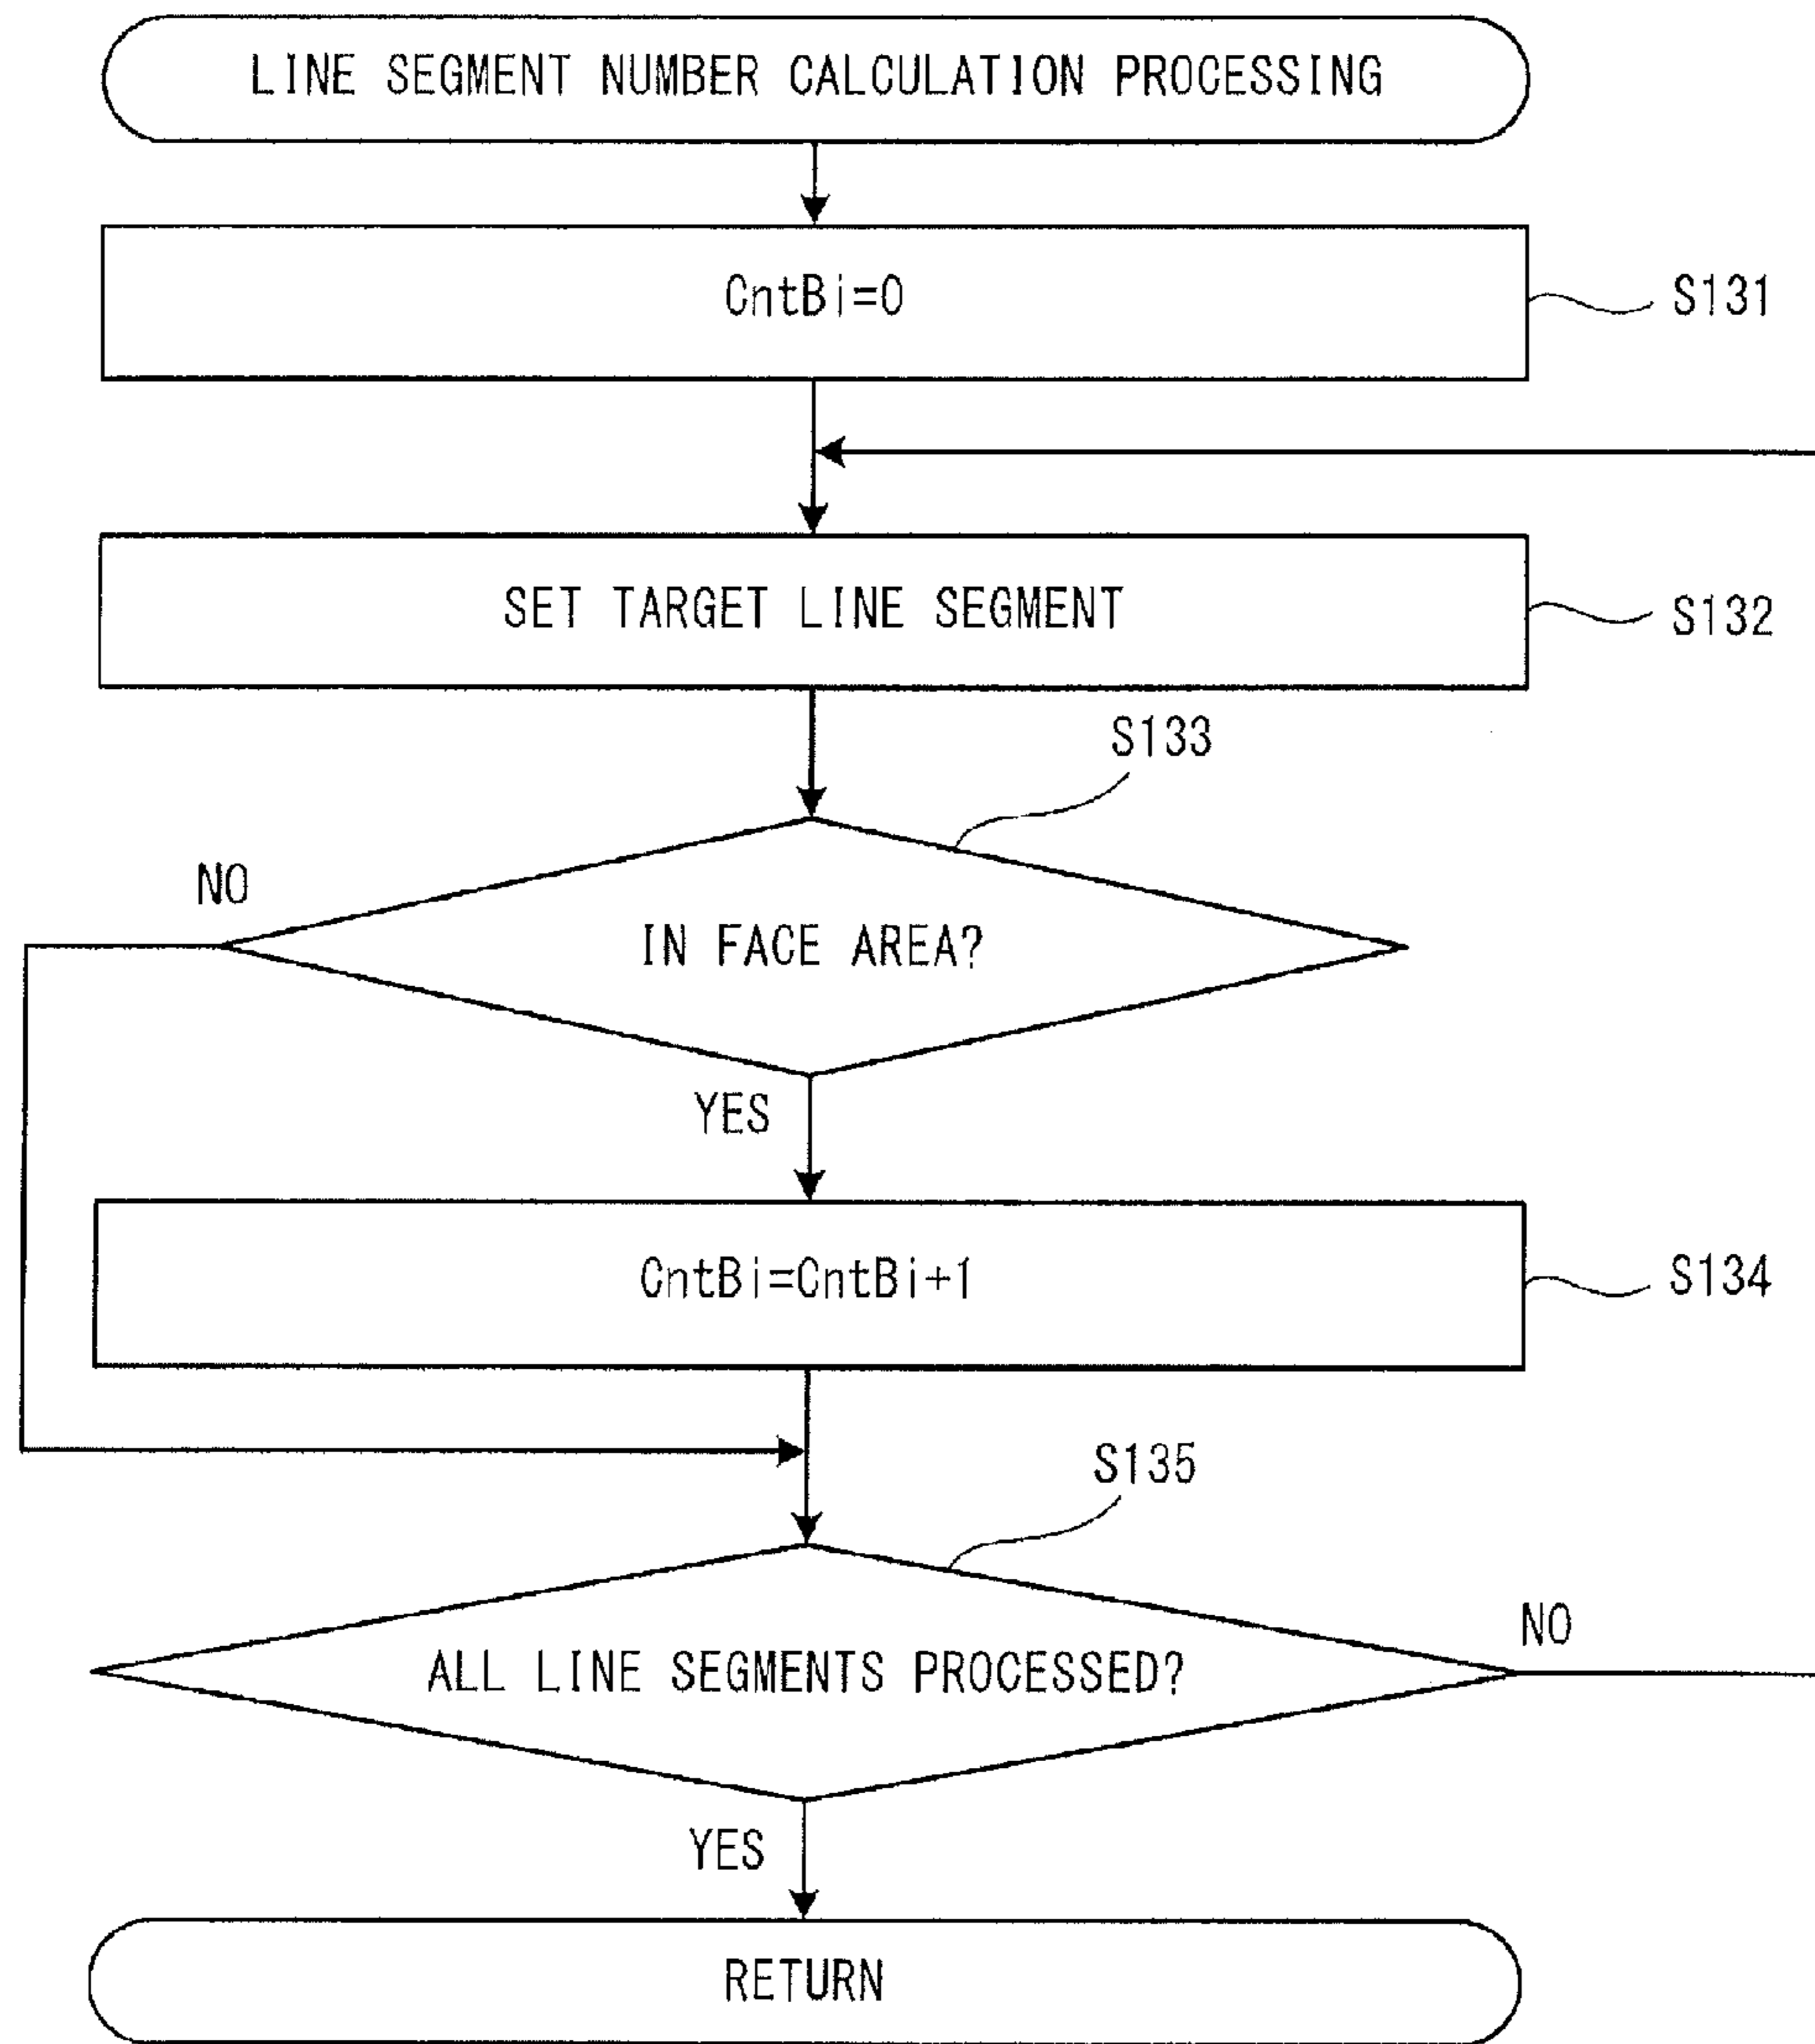 LINE SEGMENT NUMBER CALCULATION PROCESSING
CntBi=0
S131
SET TARGET LINE SEGMENT
S132
S133
NO
IN FACE AREA?
YES
CntBi=CntBi+1
S134
S135
NO
ALL LINE SEGMENTS PROCESSED?
YES
RETURN